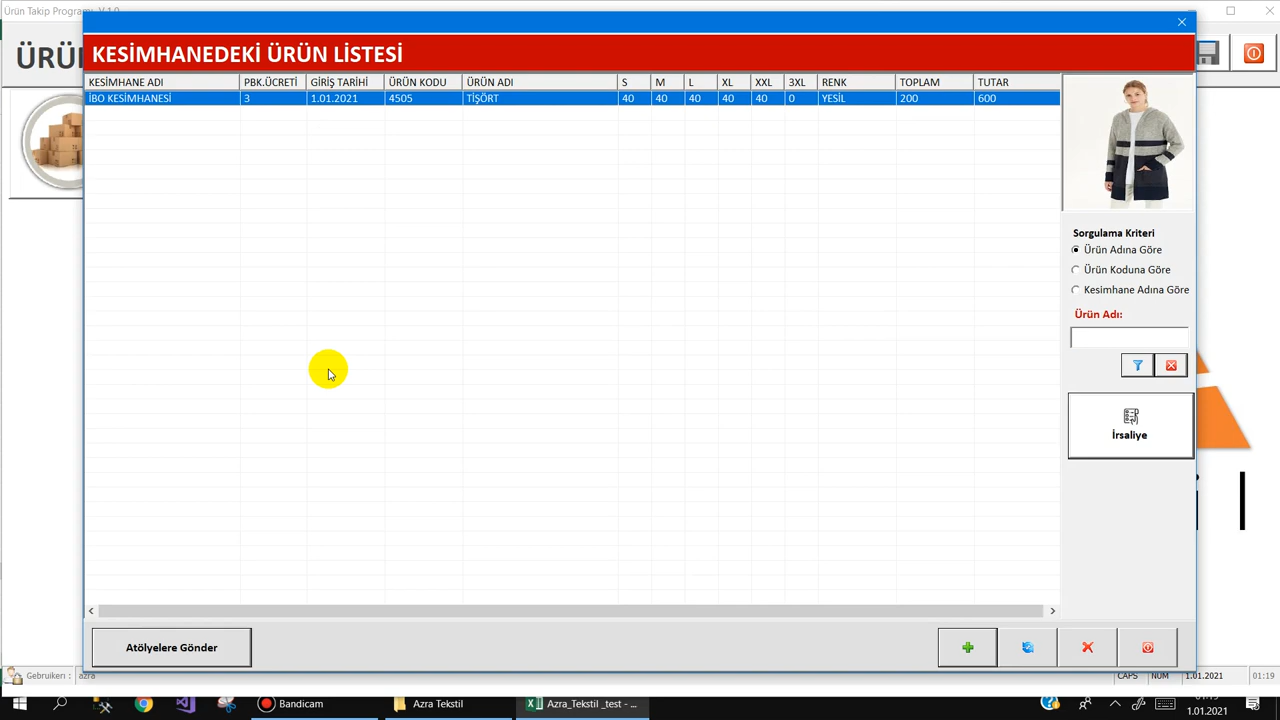 Ürün Takip Programı V 1.0
ÜRÜ
KESİMHANEDEKİ ÜRÜN LİSTESİ
KESİMHANE ADI PBK.ÜCRETİ GİRİŞ TARİHİ ÜRÜN KODU ÜRÜN ADI S M L XL XXL 3XL RENK TOPLAM TUTAR
İBO KESİMHANESİ 3 1.01.2021 4505 TİŞÖRT 40 40 40 40 40 0 YESİL 200 600
Sorgulama Kriteri
Ürün Adına Göre
Ürün Koduna Göre
Kesimhane Adına Göre
Ürün Adı:
İrsaliye
Atölyelere Gönder
Gebruikerı : azra
CAPS NUM 1.01.2021 01:19
Bandicam
Azra Tekstil
Azra_Tekstil _test - ...
1.01.2021